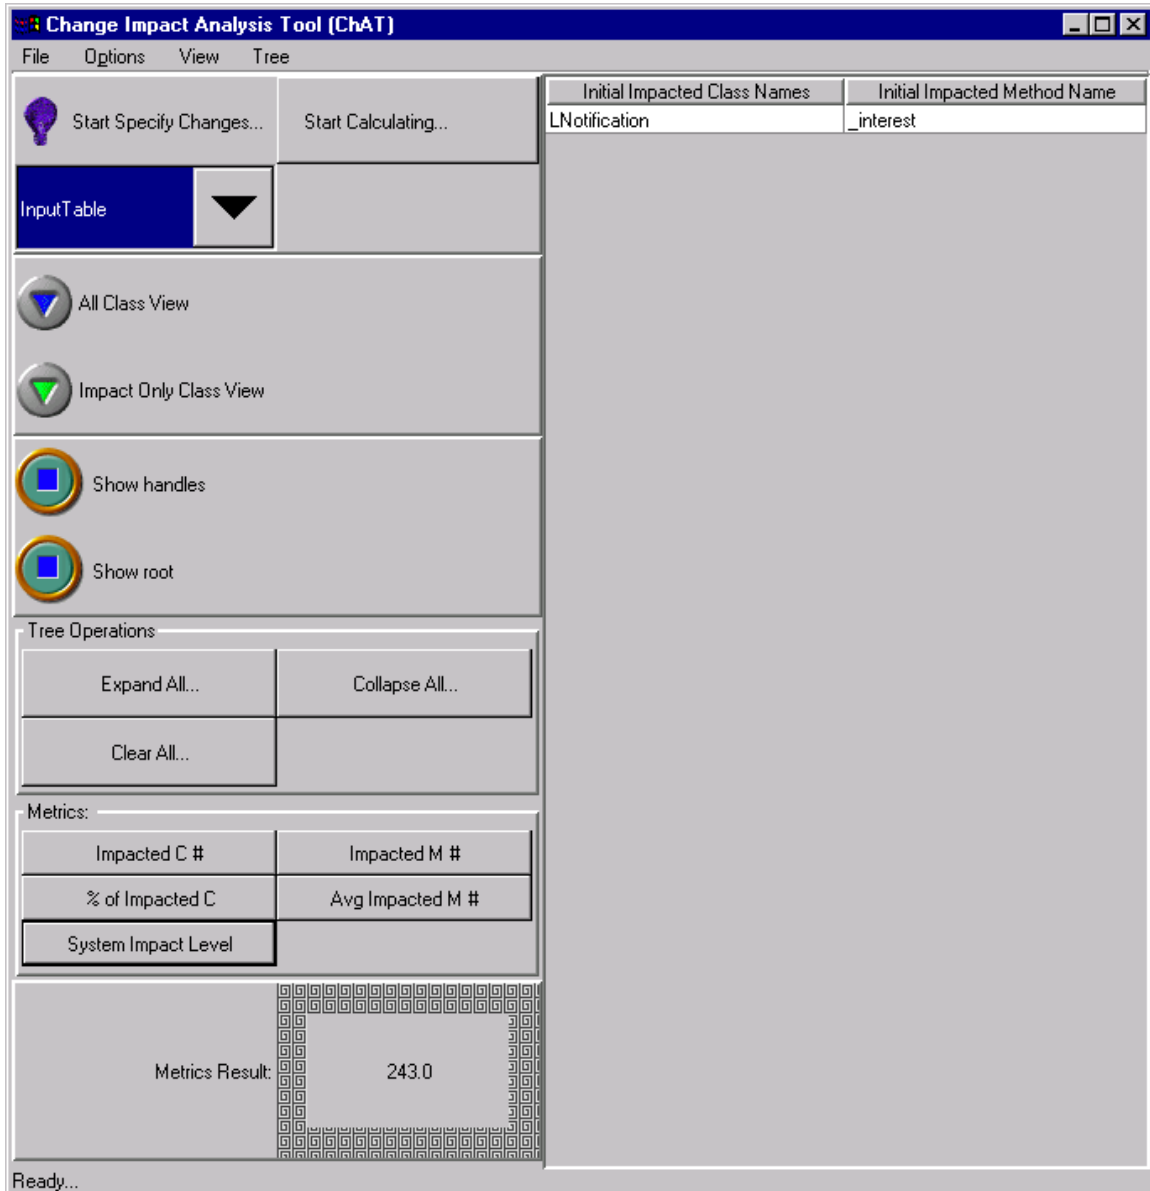 Change Impact Analysis Tool (ChAT)
File Options View Tree
Start Specify Changes... Start Calculating...
InputTable
All Class View
Impact Only Class View
Show handles
Show root
Tree Operations
Expand All... Collapse All...
Clear All...
Metrics:
Impacted C # Impacted M #
% of Impacted C Avg Impacted M #
System Impact Level
Metrics Result: 243.0
Initial Impacted Class Names Initial Impacted Method Name
LNotification _interest
Ready...